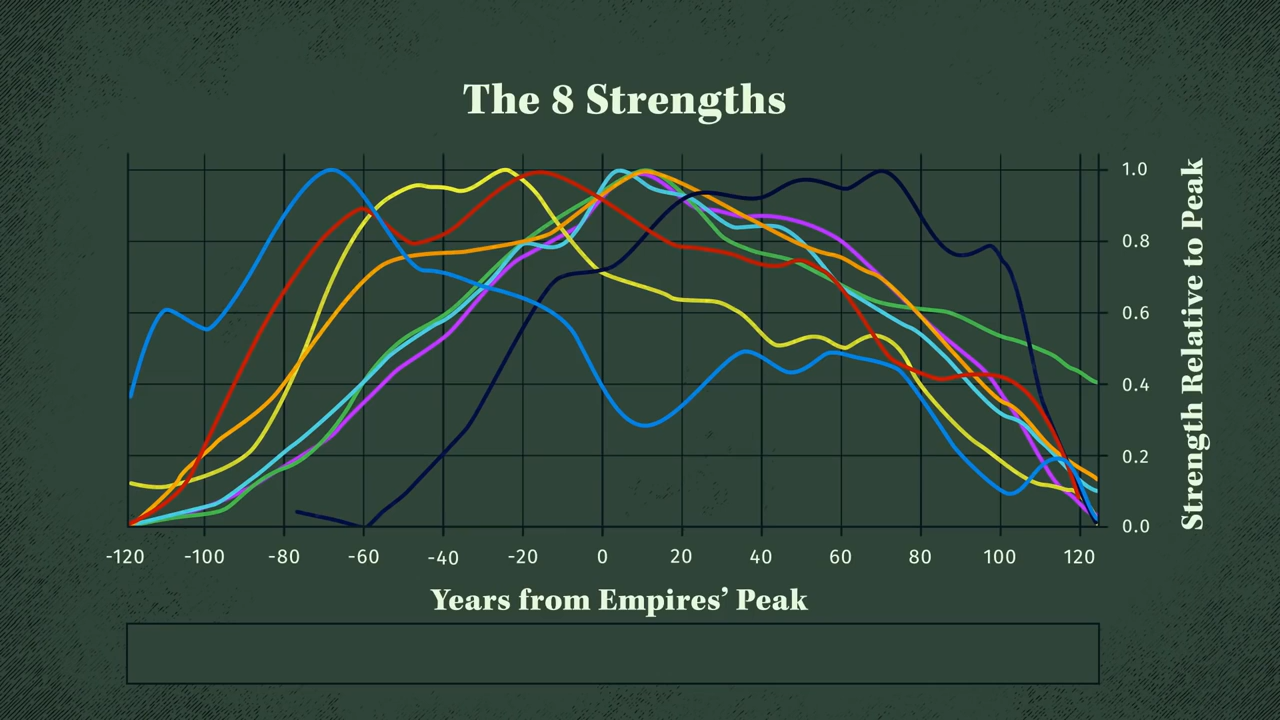 The 8 Strengths
1.0
0.8
0.6
0.4
0.2
0.0
Strength Relative to Peak
-120 -100 -80 -60 -40 -20 0 20 40 60 80 100 120
Years from Empires’ Peak